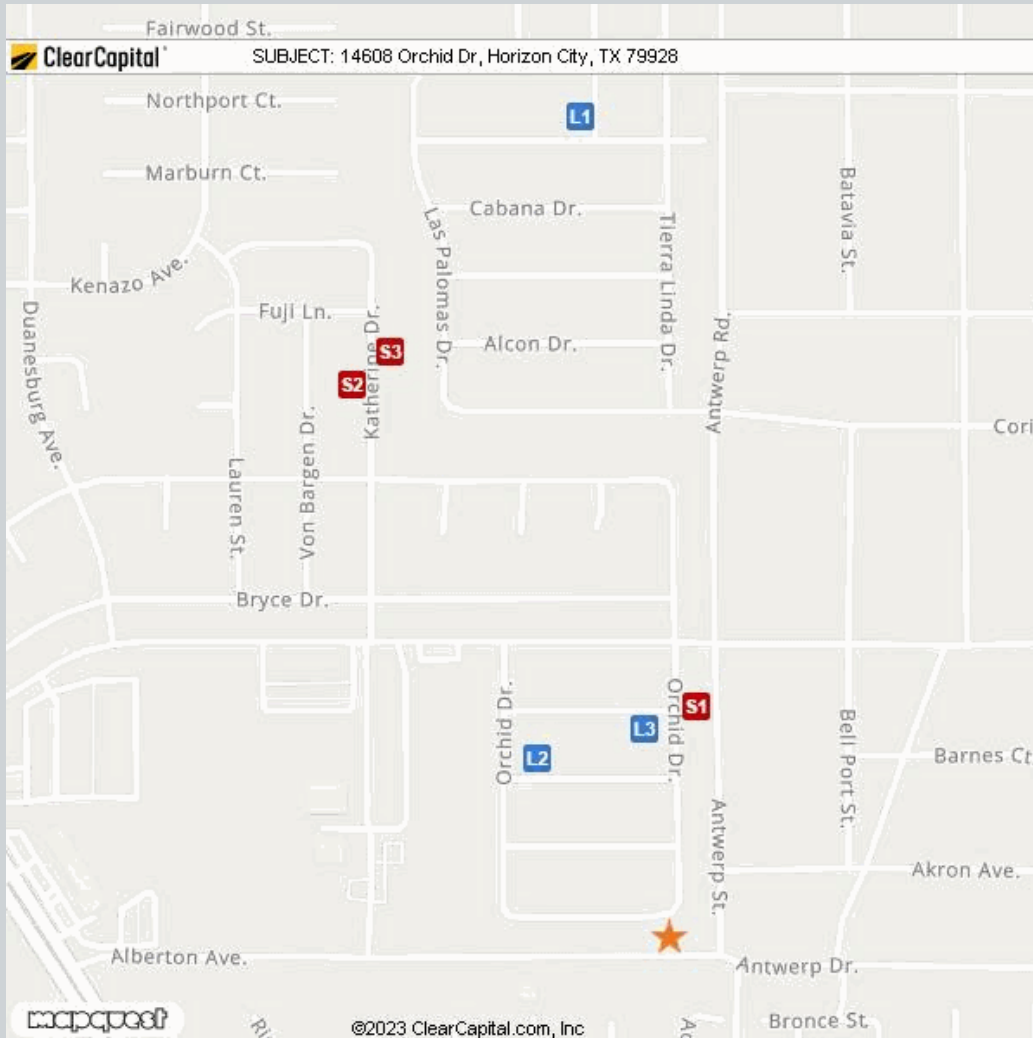 Fairwood St.
ClearCapital
SUBJECT: 14608 Orchid Dr, Horizon City, TX 79928
Northport Ct.
L1
Marburn Ct.
Batavia St.
Cabana Dr.
Las Palomas Dr.
Tierra Linda Dr.
Kenazo Ave.
Duanesburg Ave.
Fuji Ln.
Katherine Dr.
Alcon Dr.
Antwerp Rd.
S3
S2
Von Bargen Dr.
Cori
Lauren St.
Bryce Dr.
Orchid Dr.
Orchid Dr.
S1
L3
L2
Bell Port St.
Barnes Ct
Antwerp St.
Akron Ave.
Alberton Ave.
Antwerp Dr.
mapquest
Ri
©2023 ClearCapital.com, Inc
Bronce St.